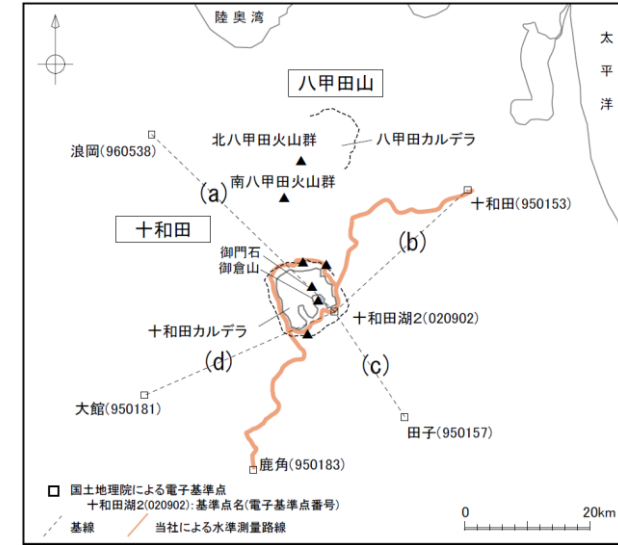 陸奥湾
太平洋
八甲田山
北八甲田火山群
八甲田カルデラ
浪岡(960538)
南八甲田火山群
(a)
十和田(950153)
十和田
(b)
御門石
御倉山
十和田カルデラ
十和田湖2(020902)
(d)
(c)
大館(950181)
田子(950157)
鹿角(950183)
国土地理院による電子基準点
十和田湖2(020902):基準点名(電子基準点番号)
基線
当社による水準測量路線
0 20km